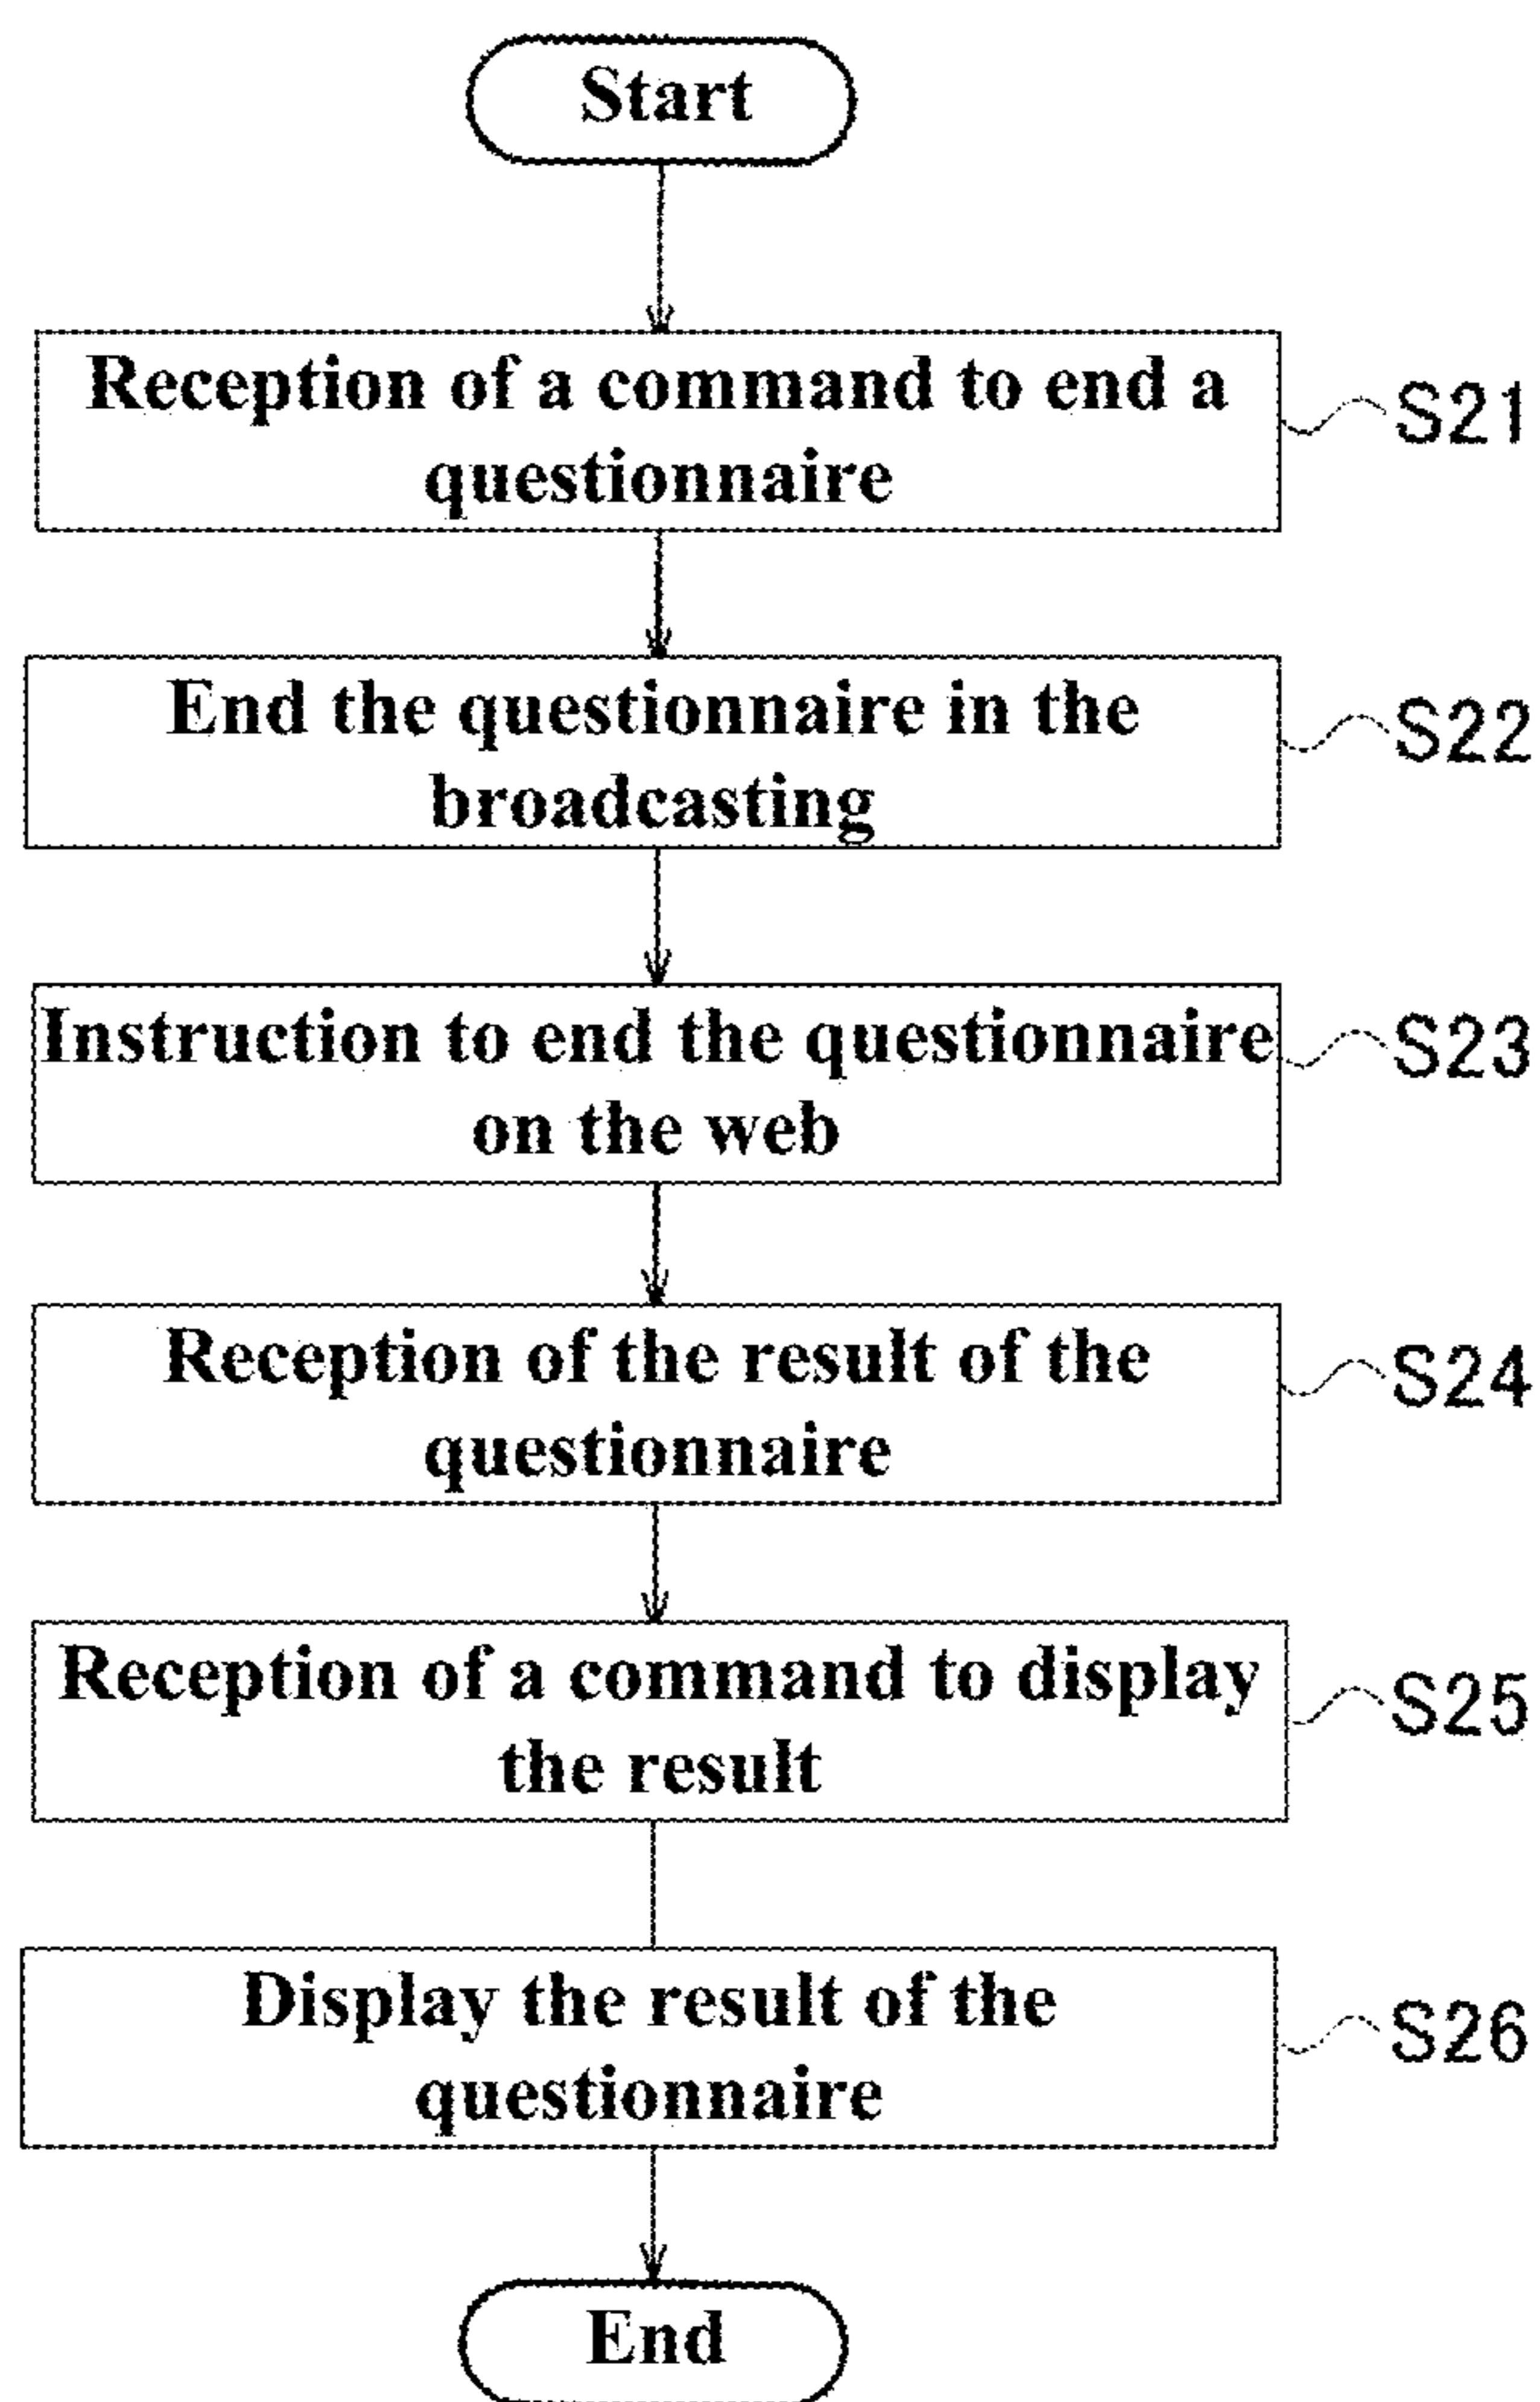 Start
Reception of a command to end a
questionnaire
S21
End the questionnaire in the
broadcasting
S22
Instruction to end the questionnaire
on the web
S23
Reception of the result of the
questionnaire
S24
Reception of a command to display
the result
S25
Display the result of the
questionnaire
S26
End